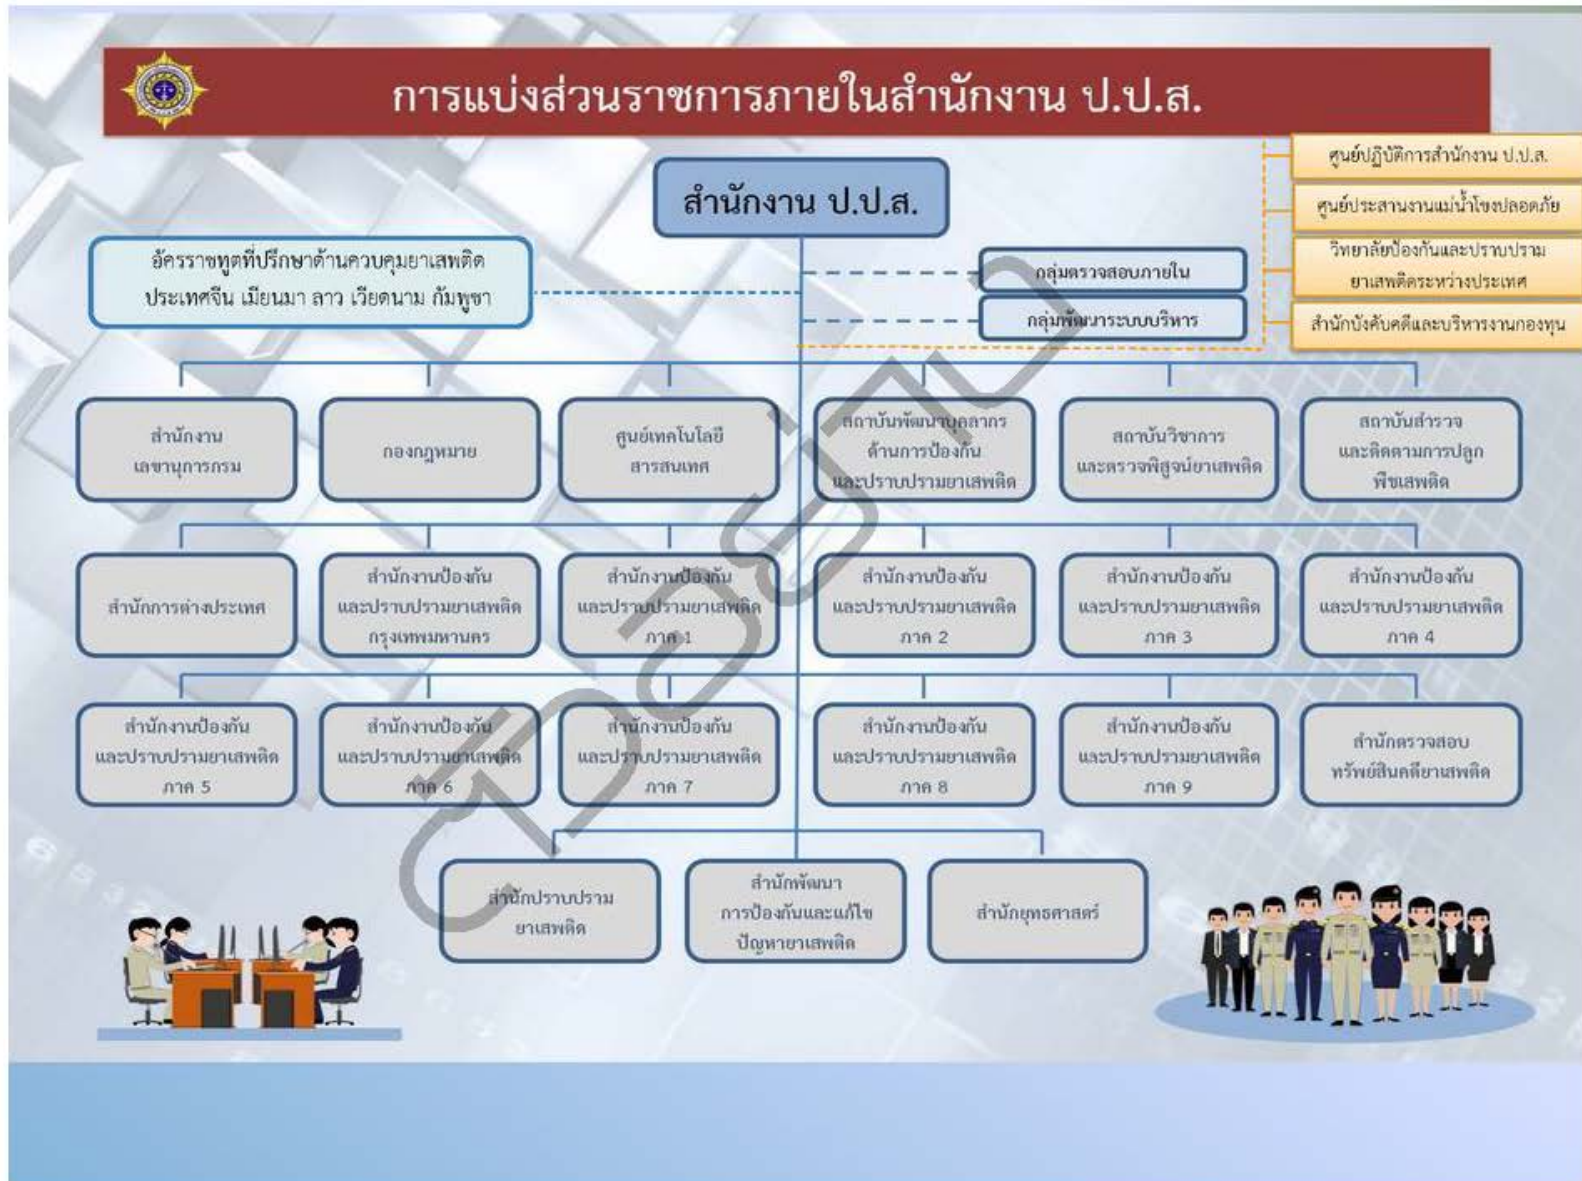 การแบ่งส่วนราชการภายในสำนักงาน ป.ป.ส.
ศูนย์ปฏิบัติการสำนักงาน ป.ป.ส.
ศูนย์ประสานงานแม่น้ำโขงปลอดภัย
วิทยาลัยป้องกันและปราบปราม
ยาเสพติดระหว่างประเทศ
สำนักบังคับคดีและบริหารงานกองทุน
สำนักงาน ป.ป.ส.
อัครราชทูตที่ปรึกษาด้านควบคุมยาเสพติด
ประเทศจีน เมียนมา ลาว เวียดนาม กัมพูชา
กลุ่มตรวจสอบภายใน
กลุ่มพัฒนาระบบบริหาร
สำนักงาน
เลขานุการกรม
กองกฎหมาย
ศูนย์เทคโนโลยี
สารสนเทศ
สถาบันพัฒนาบุคลากร
ด้านการป้องกัน
และปราบปรามยาเสพติด
สถาบันวิชาการ
และตรวจพิสูจน์ยาเสพติด
สถาบันสำรวจ
และติดตามการปลูก
พืชเสพติด
สำนักการต่างประเทศ
สำนักงานป้องกัน
และปราบปรามยาเสพติด
กรุงเทพมหานคร
สำนักงานป้องกัน
และปราบปรามยาเสพติด
ภาค 1
สำนักงานป้องกัน
และปราบปรามยาเสพติด
ภาค 2
สำนักงานป้องกัน
และปราบปรามยาเสพติด
ภาค 3
สำนักงานป้องกัน
และปราบปรามยาเสพติด
ภาค 4
สำนักงานป้องกัน
และปราบปรามยาเสพติด
ภาค 5
สำนักงานป้องกัน
และปราบปรามยาเสพติด
ภาค 6
สำนักงานป้องกัน
และปราบปรามยาเสพติด
ภาค 7
สำนักงานป้องกัน
และปราบปรามยาเสพติด
ภาค 8
สำนักงานป้องกัน
และปราบปรามยาเสพติด
ภาค 9
สำนักตรวจสอบ
ทรัพย์สินคดียาเสพติด
สำนักปราบปราม
ยาเสพติด
สำนักพัฒนา
การป้องกันและแก้ไข
ปัญหายาเสพติด
สำนักยุทธศาสตร์
ตัวอย่าง